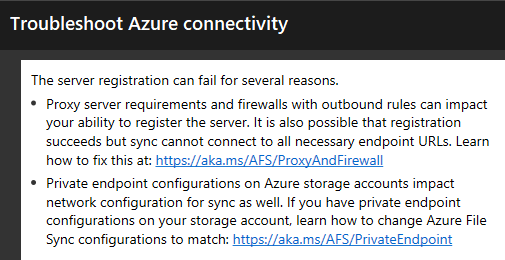 Troubleshoot Azure connectivity
The server registration can fail for several reasons.
• Proxy server requirements and firewalls with outbound rules can impact
your ability to register the server. It is also possible that registration
succeeds but sync cannot connect to all necessary endpoint URLs. Learn
how to fix this at: https://aka.ms/AFS/ProxyAndFirewall
• Private endpoint configurations on Azure storage accounts impact
network configuration for sync as well. If you have private endpoint
configurations on your storage account, learn how to change Azure File
Sync configurations to match: https://aka.ms/AFS/PrivateEndpoint